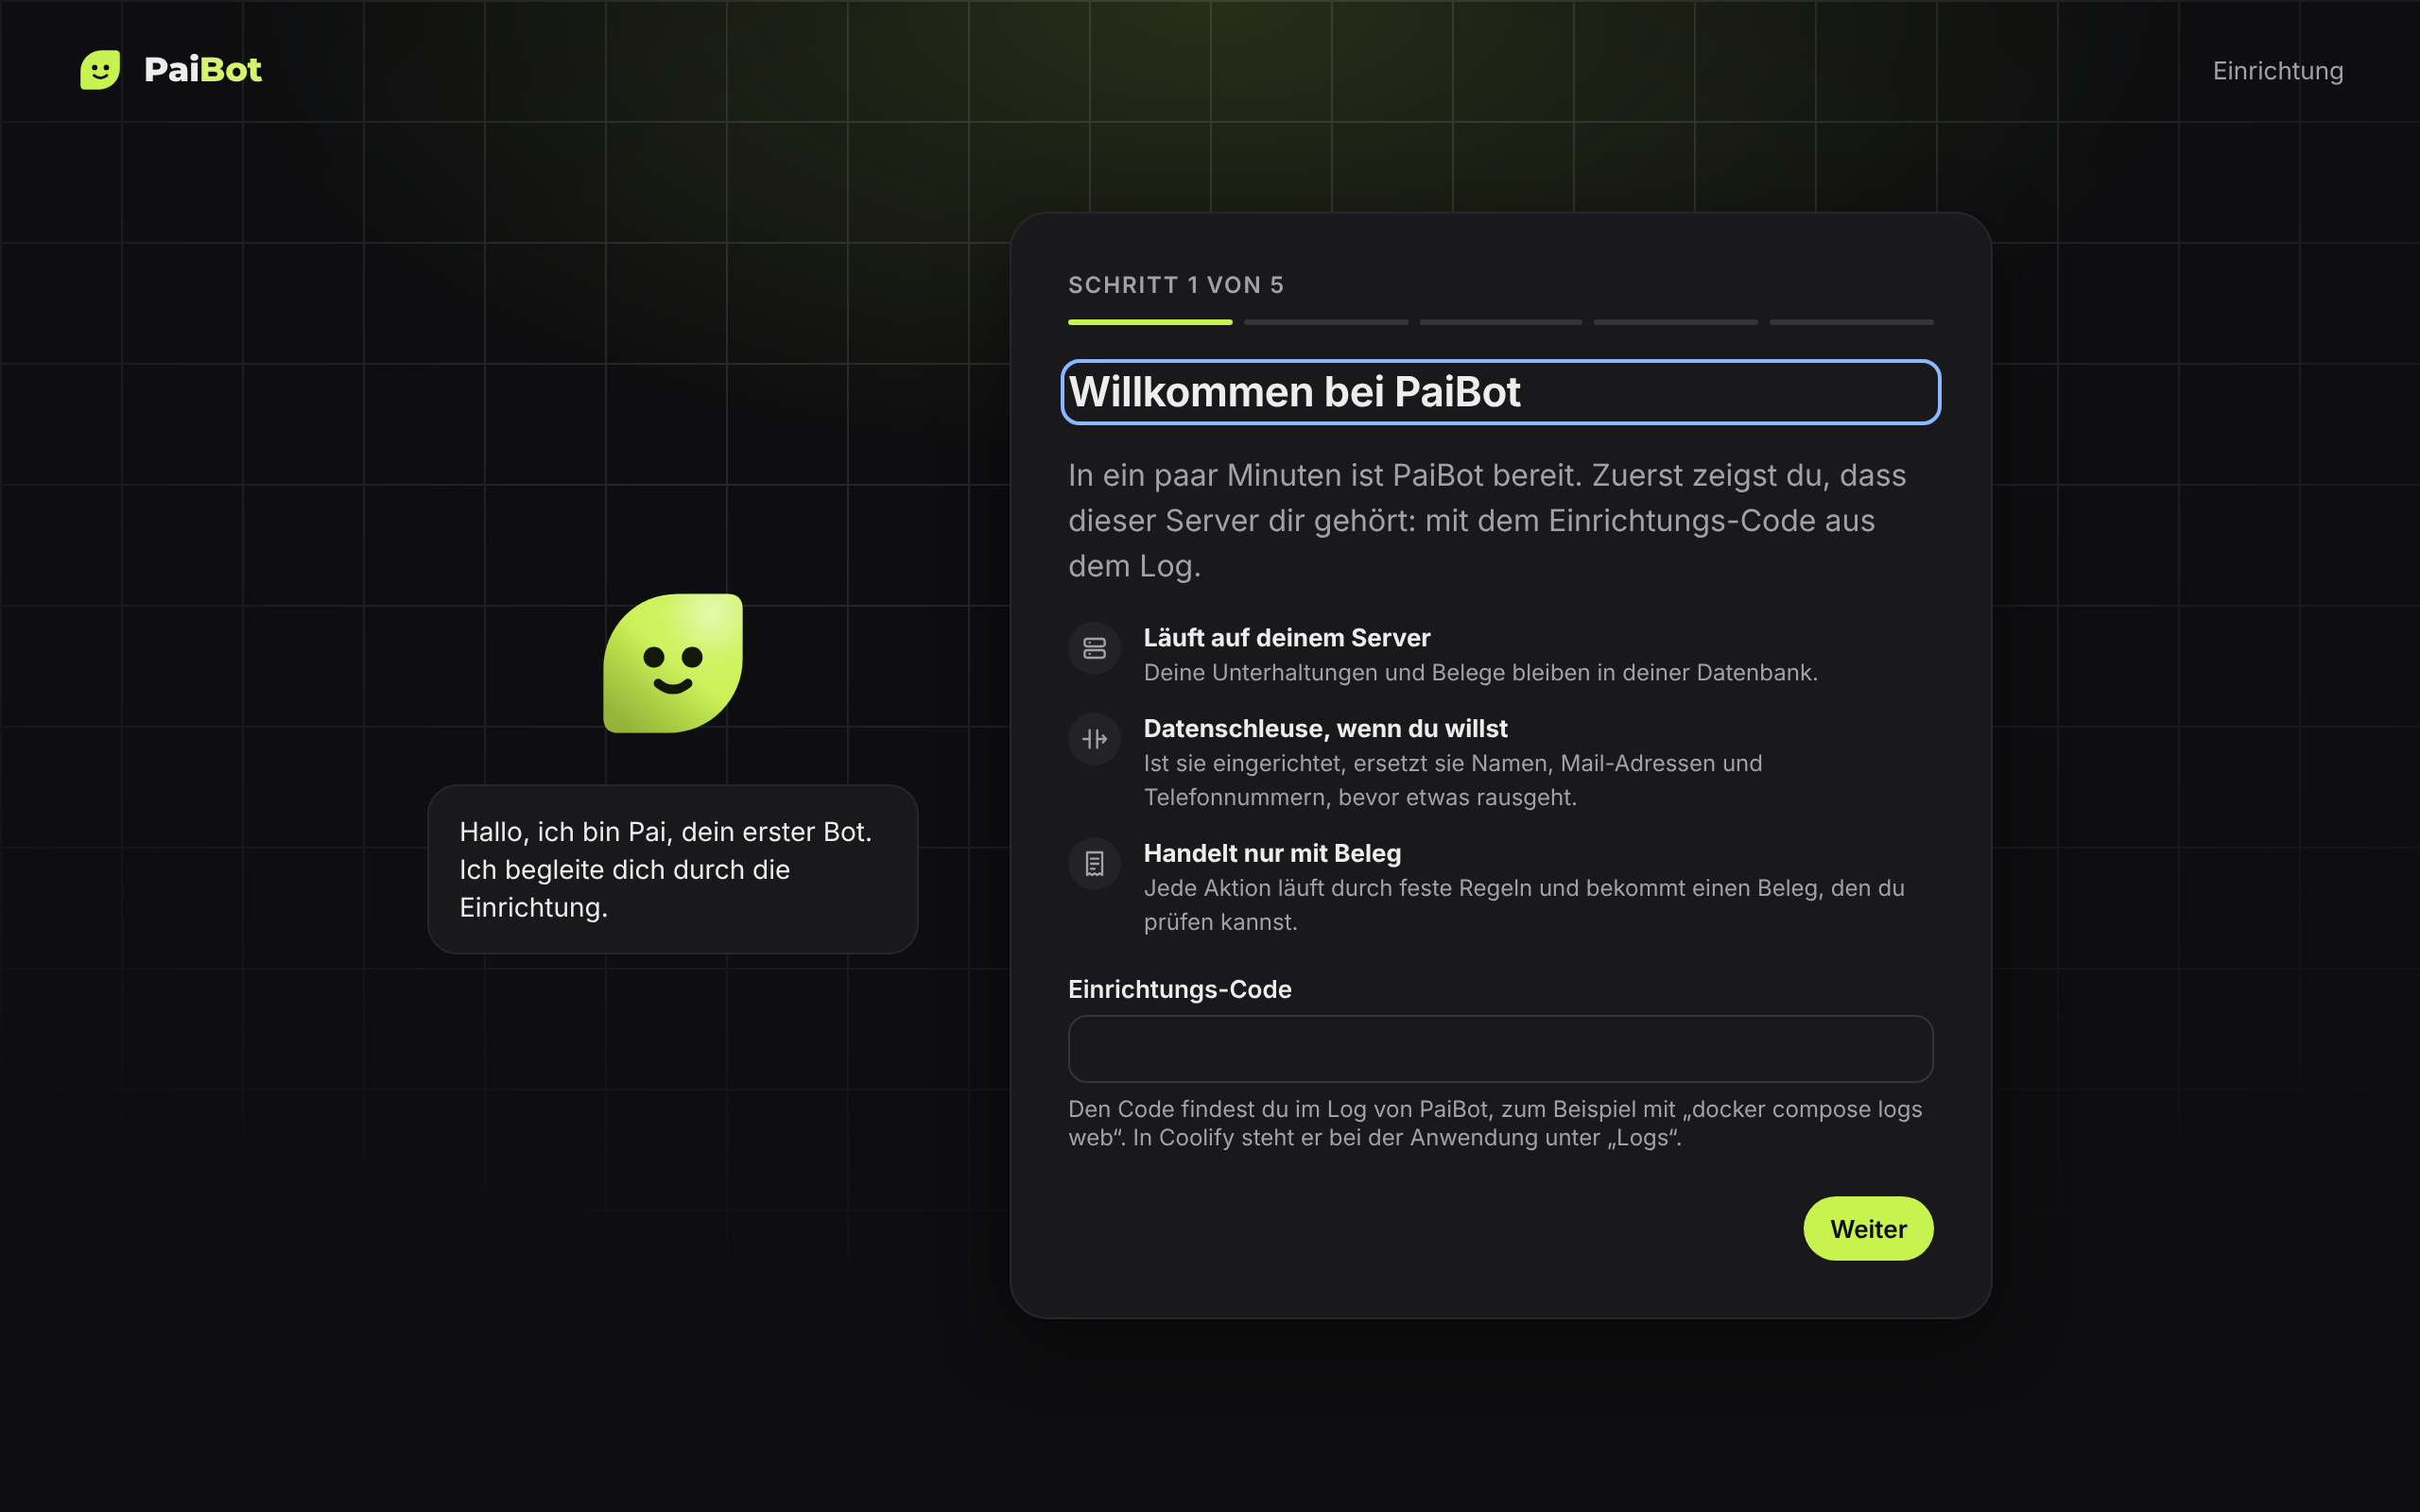 PaiBot
Einrichtung
Hallo, ich bin Pai, dein erster Bot.
Ich begleite dich durch die
Einrichtung.
SCHRITT 1 VON 5
Willkommen bei PaiBot
In ein paar Minuten ist PaiBot bereit. Zuerst zeigst du, dass
dieser Server dir gehört: mit dem Einrichtungs-Code aus
dem Log.
Läuft auf deinem Server
Deine Unterhaltungen und Belege bleiben in deiner Datenbank.
Datenschleuse, wenn du willst
Ist sie eingerichtet, ersetzt sie Namen, Mail-Adressen und
Telefonnummern, bevor etwas rausgeht.
Handelt nur mit Beleg
Jede Aktion läuft durch feste Regeln und bekommt einen Beleg, den du
prüfen kannst.
Einrichtungs-Code
Den Code findest du im Log von PaiBot, zum Beispiel mit „docker compose logs
web“. In Coolify steht er bei der Anwendung unter „Logs“.
Weiter